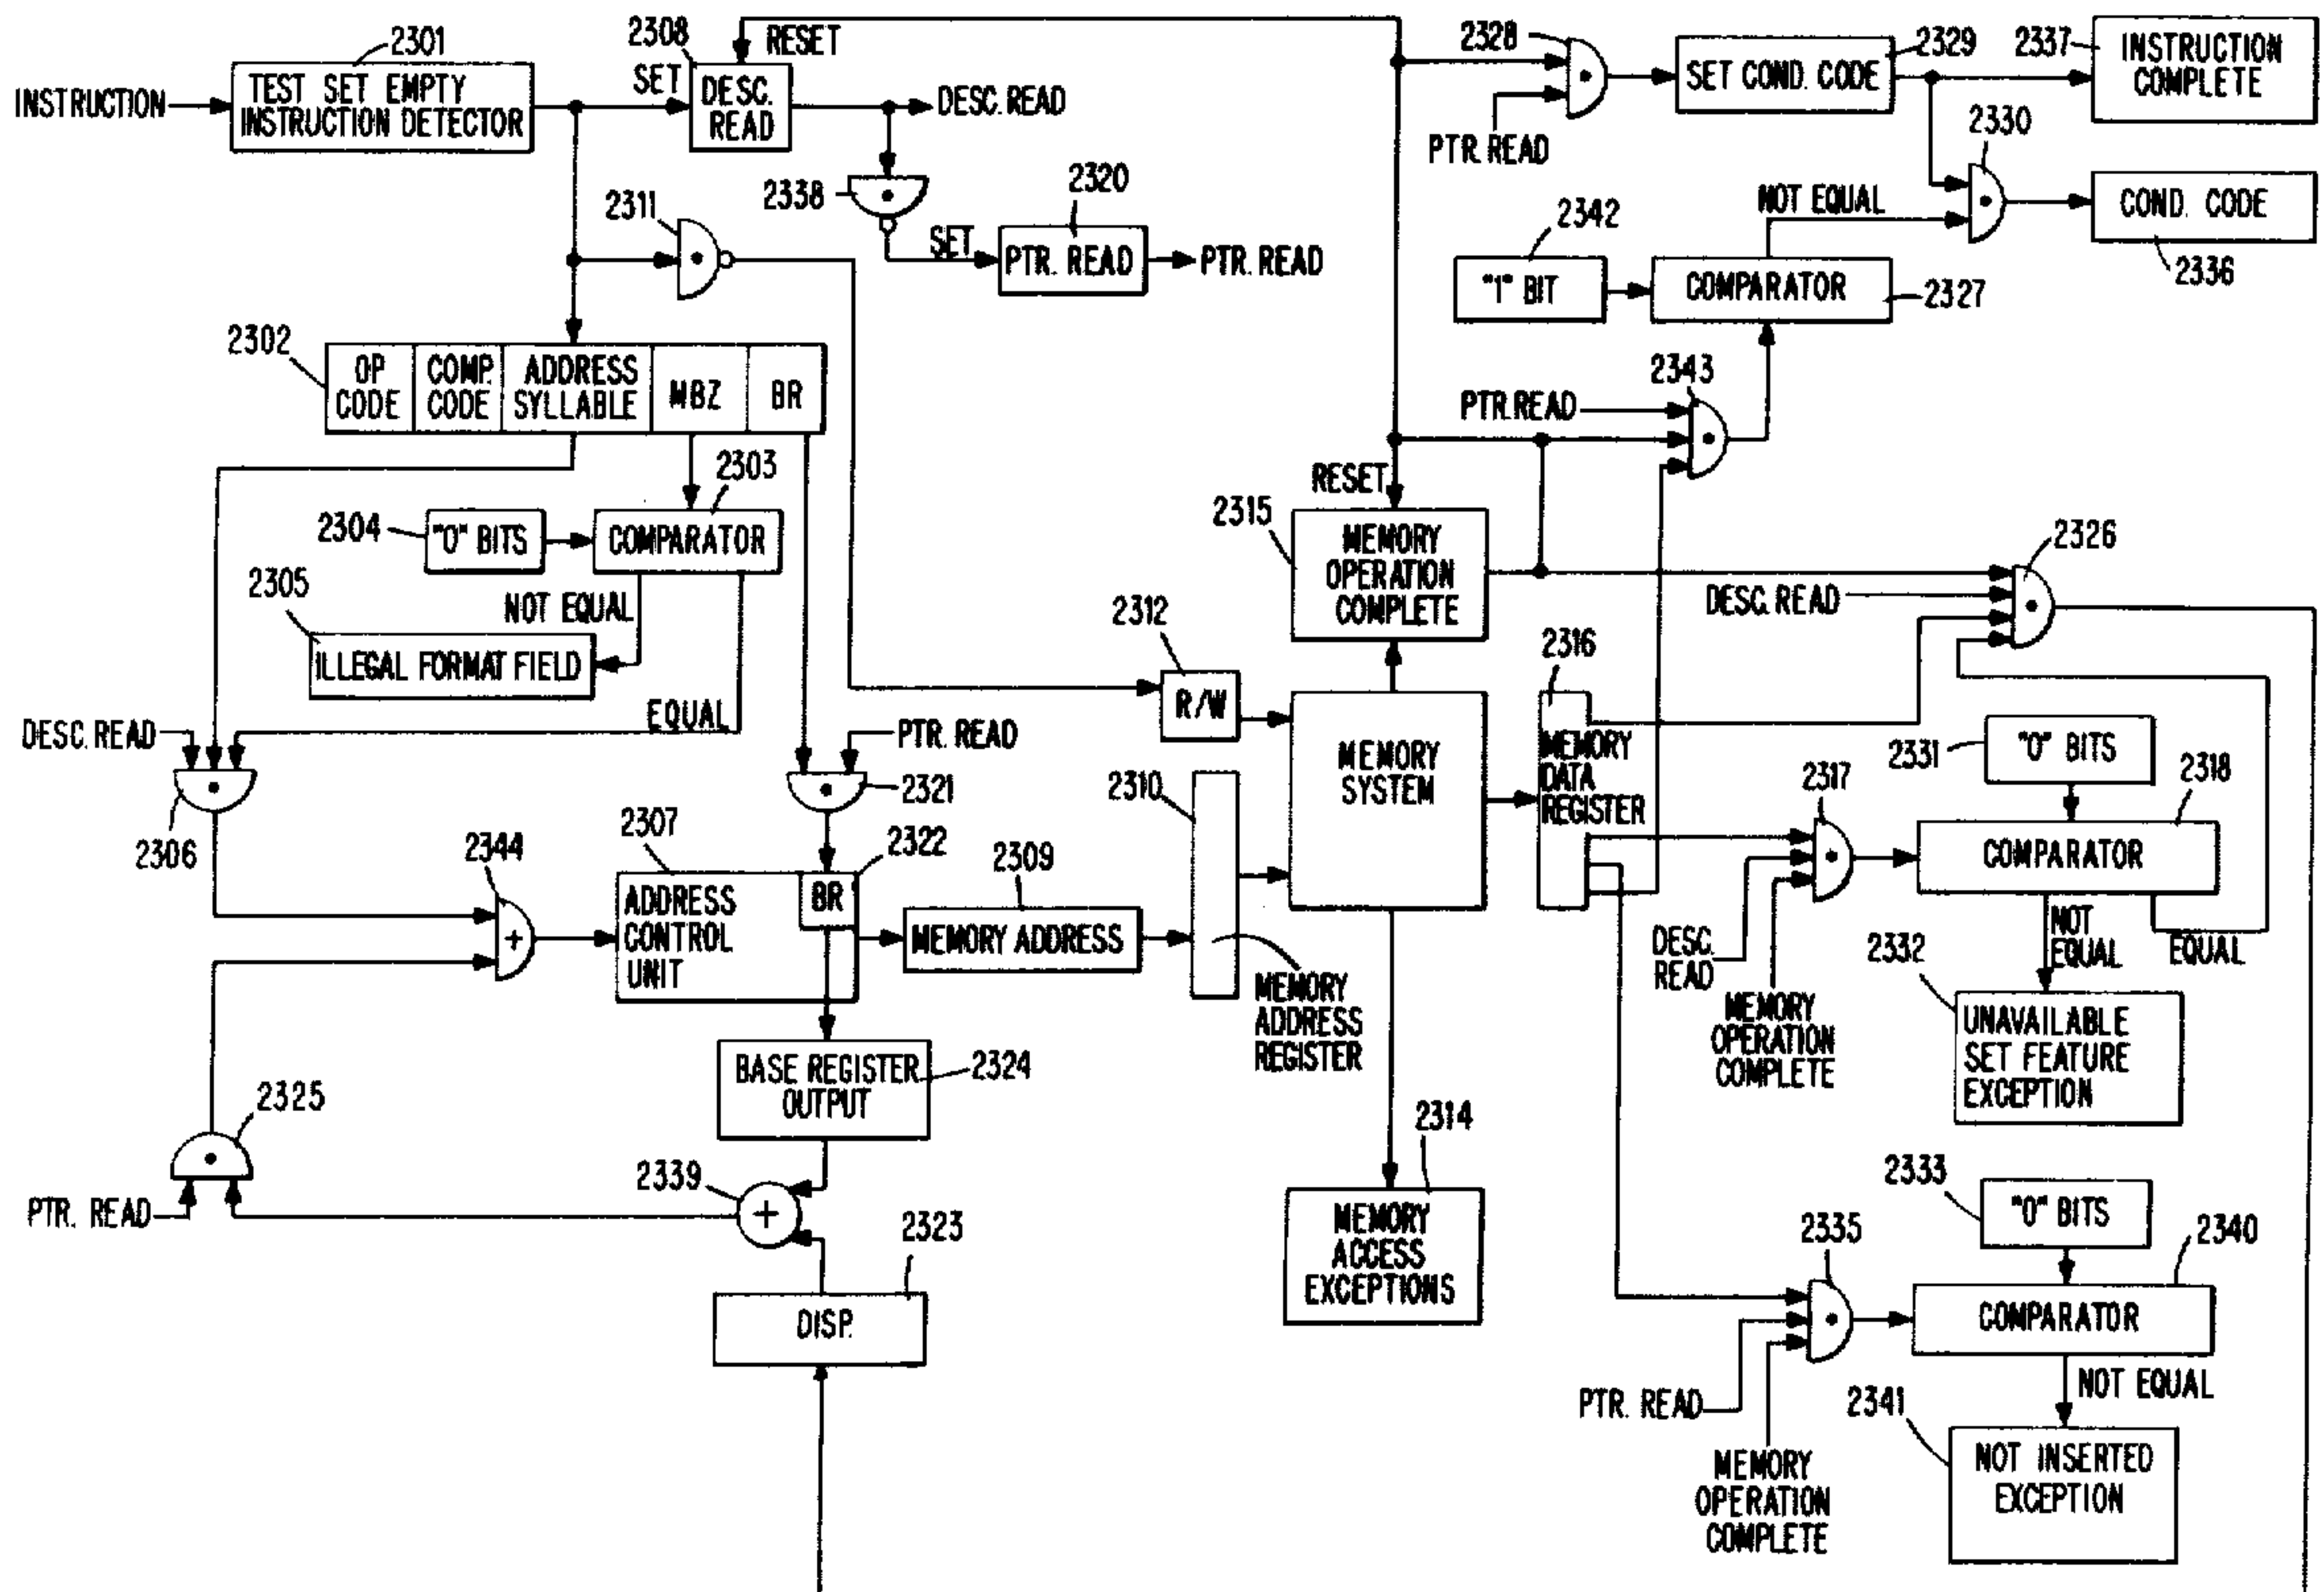 2301
2308
RESET
2328
2329
2337
INSTRUCTION
TEST SET EMPTY
INSTRUCTION DETECTOR
SET
DESC.
READ
DESC. READ
SET COND. CODE
INSTRUCTION
COMPLETE
PTR. READ
2330
2338
2320
2311
SET
PTR. READ
PTR. READ
2342
NOT EQUAL
COND. CODE
2336
"1" BIT
COMPARATOR
2327
2302
OP
CODE
COMP.
CODE
ADDRESS
SYLLABLE
MBZ
BR
2343
PTR. READ
2303
RESET
2304
"0" BITS
COMPARATOR
2315
MEMORY
OPERATION
COMPLETE
2326
2305
NOT EQUAL
DESC. READ
ILLEGAL FORMAT FIELD
2312
R/W
2316
EQUAL
DESC. READ
PTR. READ
MEMORY
SYSTEM
MEMORY
DATA
REGISTER
2331
"0" BITS
2318
2317
2321
2310
2306
2307
2322
2309
COMPARATOR
2344
ADDRESS
CONTROL
UNIT
BR
MEMORY ADDRESS
MEMORY
ADDRESS
REGISTER
DESC.
READ
NOT
EQUAL
EQUAL
2332
MEMORY
OPERATION
COMPLETE
UNAVAILABLE
SET FEATURE
EXCEPTION
BASE REGISTER
OUTPUT
2324
2325
2314
2339
2333
"0" BITS
PTR. READ
2323
MEMORY
ACCESS
EXCEPTIONS
2335
2340
DISP.
COMPARATOR
PTR. READ
NOT EQUAL
2341
MEMORY
OPERATION
COMPLETE
NOT INSERTED
EXCEPTION